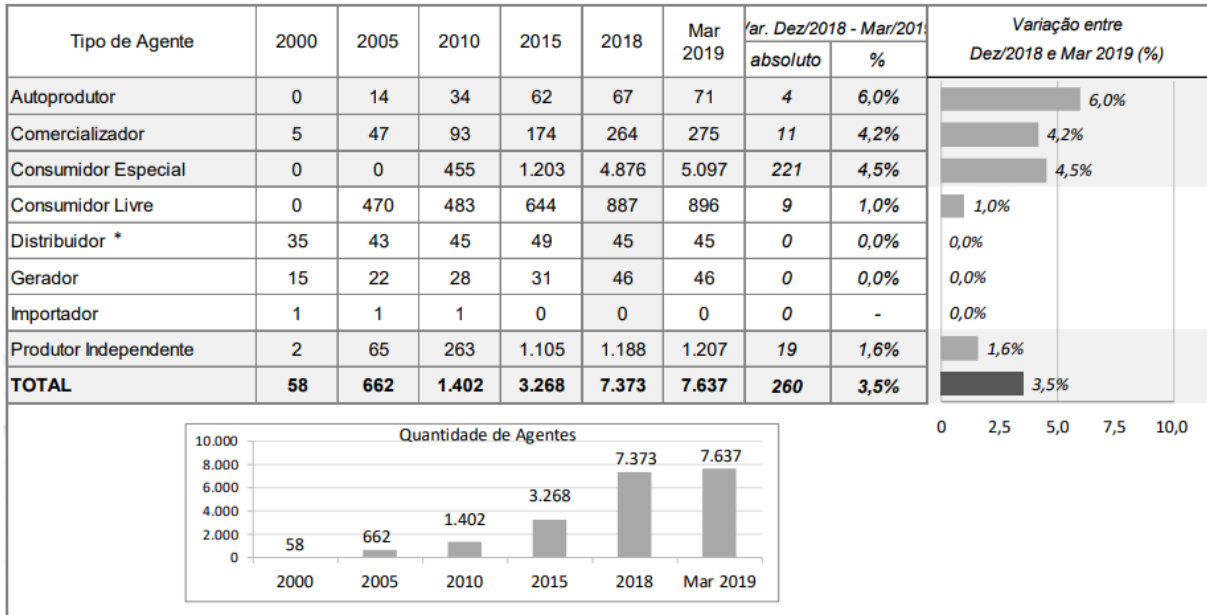 Tipo de Agente 2000 2005 2010 2015 2018 Mar 2019 Var. Dez/2018 - Mar/2019 Variação entre Dez/2018 e Mar 2019 (%)
absoluto %
Autoprodutor 0 14 34 62 67 71 4 6,0% 6,0%
Comercializador 5 47 93 174 264 275 11 4,2% 4,2%
Consumidor Especial 0 0 455 1.203 4.876 5.097 221 4,5% 4,5%
Consumidor Livre 0 470 483 644 887 896 9 1,0% 1,0%
Distribuidor * 35 43 45 49 45 45 0 0,0% 0,0%
Gerador 15 22 28 31 46 46 0 0,0% 0,0%
Importador 1 1 1 0 0 0 0 - 0,0%
Produtor Independente 2 65 263 1.105 1.188 1.207 19 1,6% 1,6%
TOTAL 58 662 1.402 3.268 7.373 7.637 260 3,5% 3,5%
0 2,5 5,0 7,5 10,0
Quantidade de Agentes
10.000
8.000
6.000
4.000
2.000
0
58 662 1.402 3.268 7.373 7.637
2000 2005 2010 2015 2018 Mar 2019